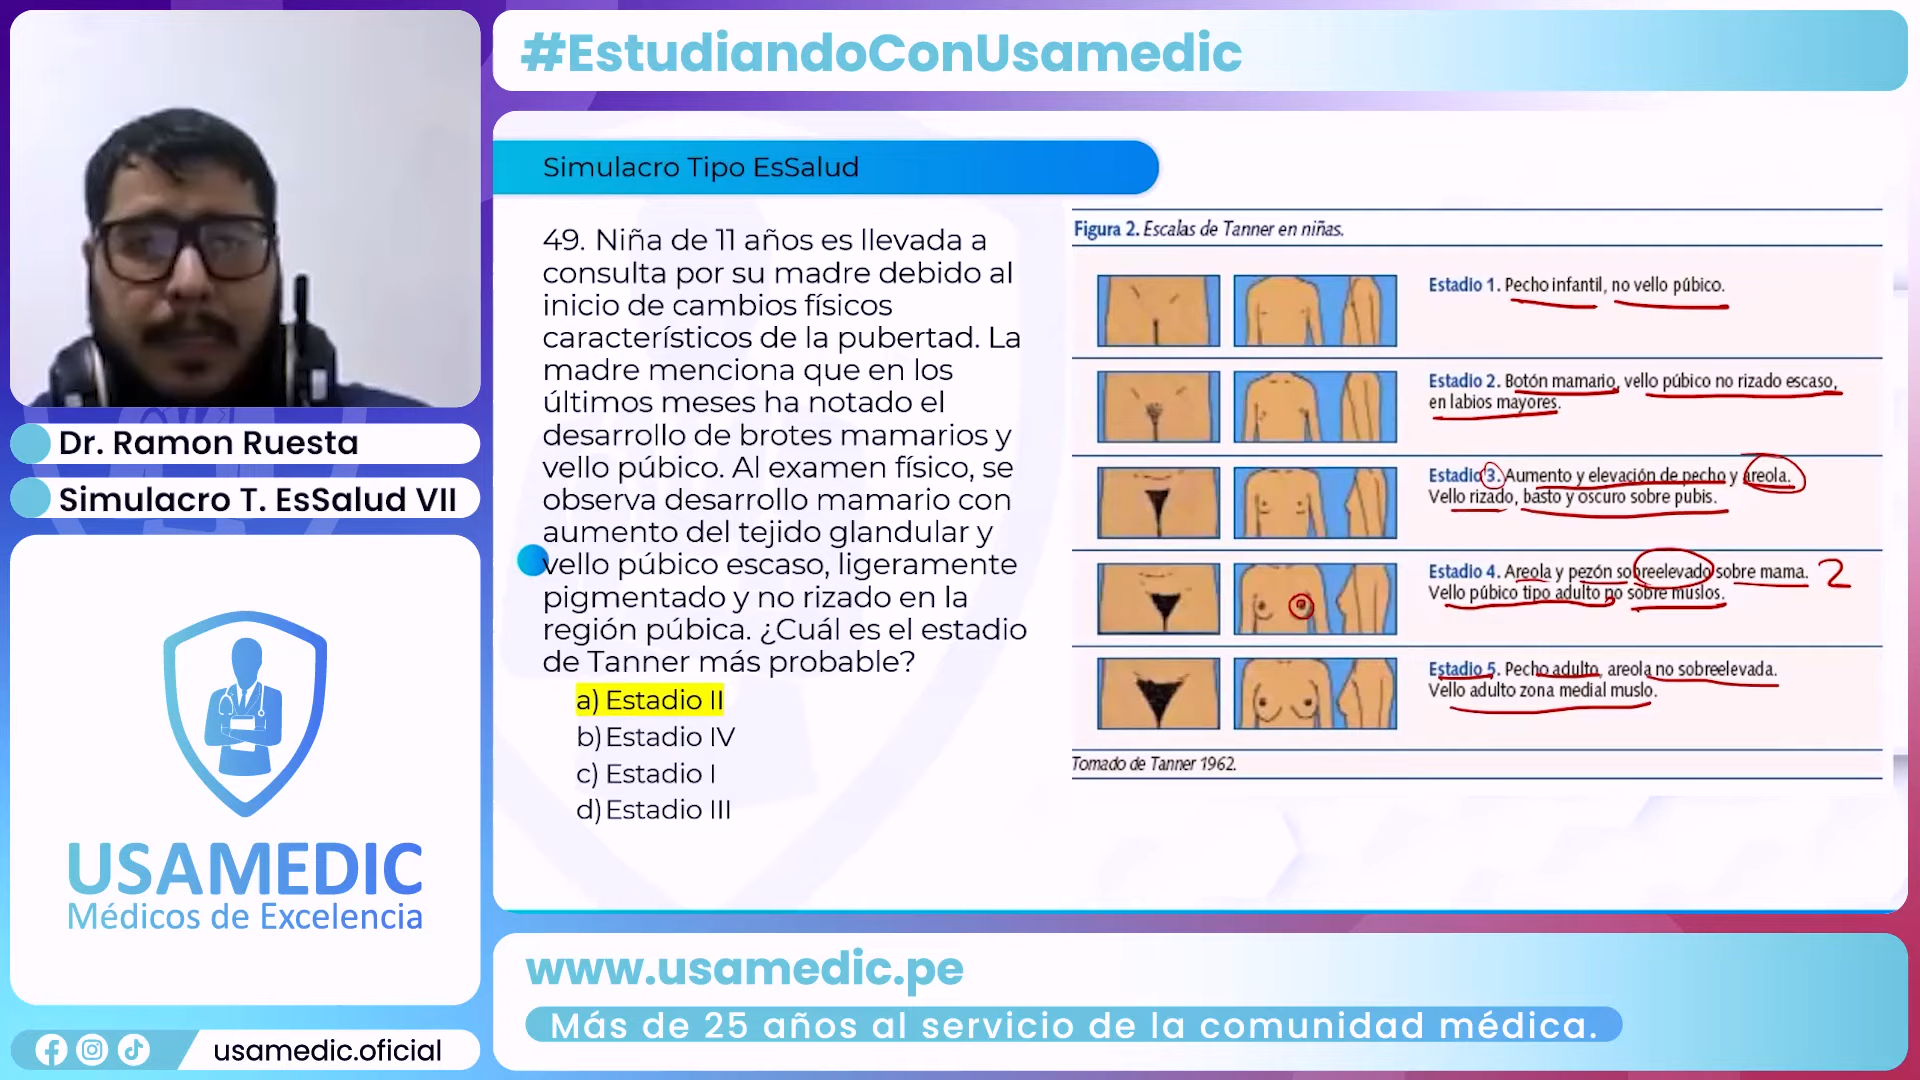 #EstudiandoConUsamedic
Simulacro Tipo EsSalud
49. Niña de 11 años es llevada a
consulta por su madre debido al
inicio de cambios físicos
característicos de la pubertad. La
madre menciona que en los
últimos meses ha notado el
desarrollo de brotes mamarios y
vello púbico. Al examen físico, se
observa desarrollo mamario con
aumento del tejido glandular y
vello púbico escaso, ligeramente
pigmentado y no rizado en la
región púbica. ¿Cuál es el estadio
de Tanner más probable?
a) Estadio II
b) Estadio IV
c) Estadio I
d) Estadio III
Figura 2. Escalas de Tanner en niñas.
Estadio 1. Pecho infantil, no vello púbico.
Estadio 2. Botón mamario, vello púbico no rizado escaso,
en labios mayores.
Estadio 3. Aumento y elevación de pecho y areola.
Vello rizado, basto y oscuro sobre pubis.
Estadio 4. Areola y pezón sobreelevado sobre mama. 2
Vello púbico tipo adulto no sobre muslos.
Estadio 5. Pecho adulto, areola no sobreelevada.
Vello adulto zona medial muslo.
Tomado de Tanner 1962.
Dr. Ramon Ruesta
Simulacro T. EsSalud VII
USAMEDIC
Médicos de Excelencia
usamedic.oficial
www.usamedic.pe
Más de 25 años al servicio de la comunidad médica.